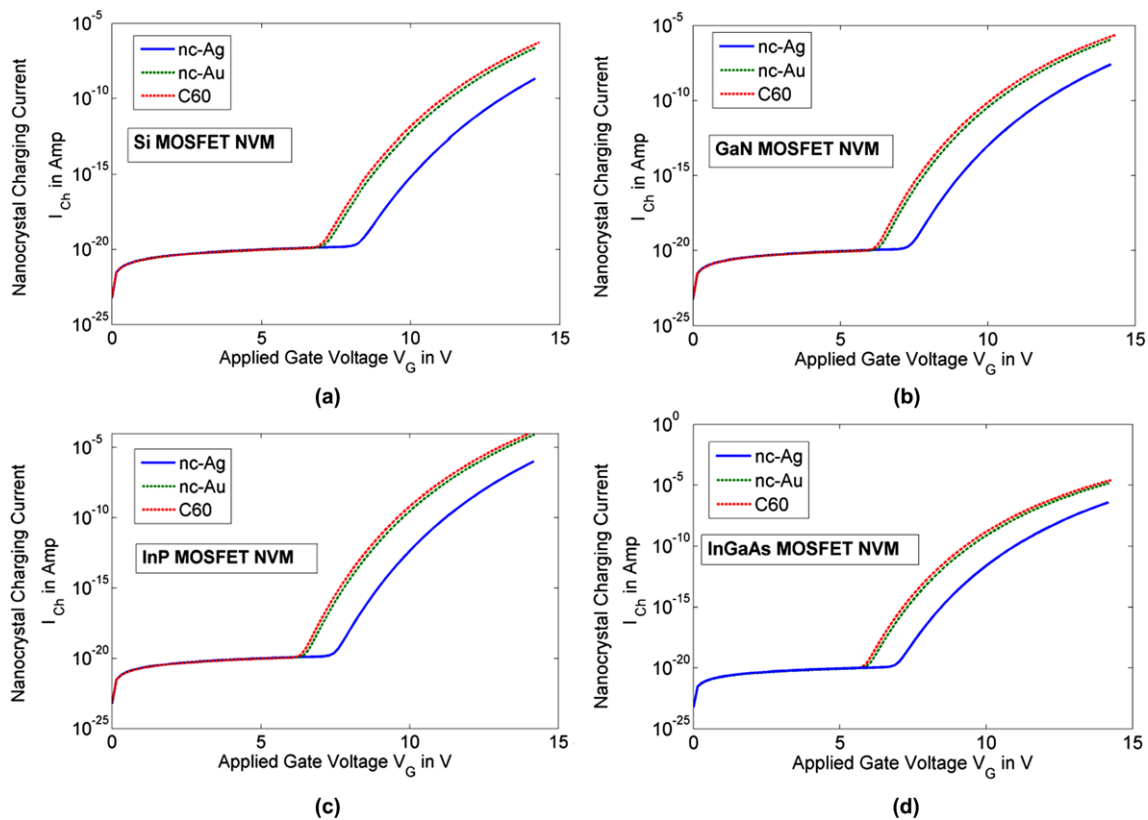 Nanocrystal Charging Current
I_Ch in Amp
10^-5
10^-10
10^-15
10^-20
10^-25
nc-Ag
nc-Au
C60
Si MOSFET NVM
0
5
10
15
Applied Gate Voltage V_G in V
(a)
Nanocrystal Charging Current
I_Ch in Amp
10^-5
10^-10
10^-15
10^-20
10^-25
nc-Ag
nc-Au
C60
GaN MOSFET NVM
0
5
10
15
Applied Gate Voltage V_G in V
(b)
Nanocrystal Charging Current
I_Ch in Amp
10^-5
10^-10
10^-15
10^-20
10^-25
nc-Ag
nc-Au
C60
InP MOSFET NVM
0
5
10
15
Applied Gate Voltage V_G in V
(c)
Nanocrystal Charging Current
I_Ch in Amp
10^0
10^-5
10^-10
10^-15
10^-20
10^-25
nc-Ag
nc-Au
C60
InGaAs MOSFET NVM
0
5
10
15
Applied Gate Voltage V_G in V
(d)